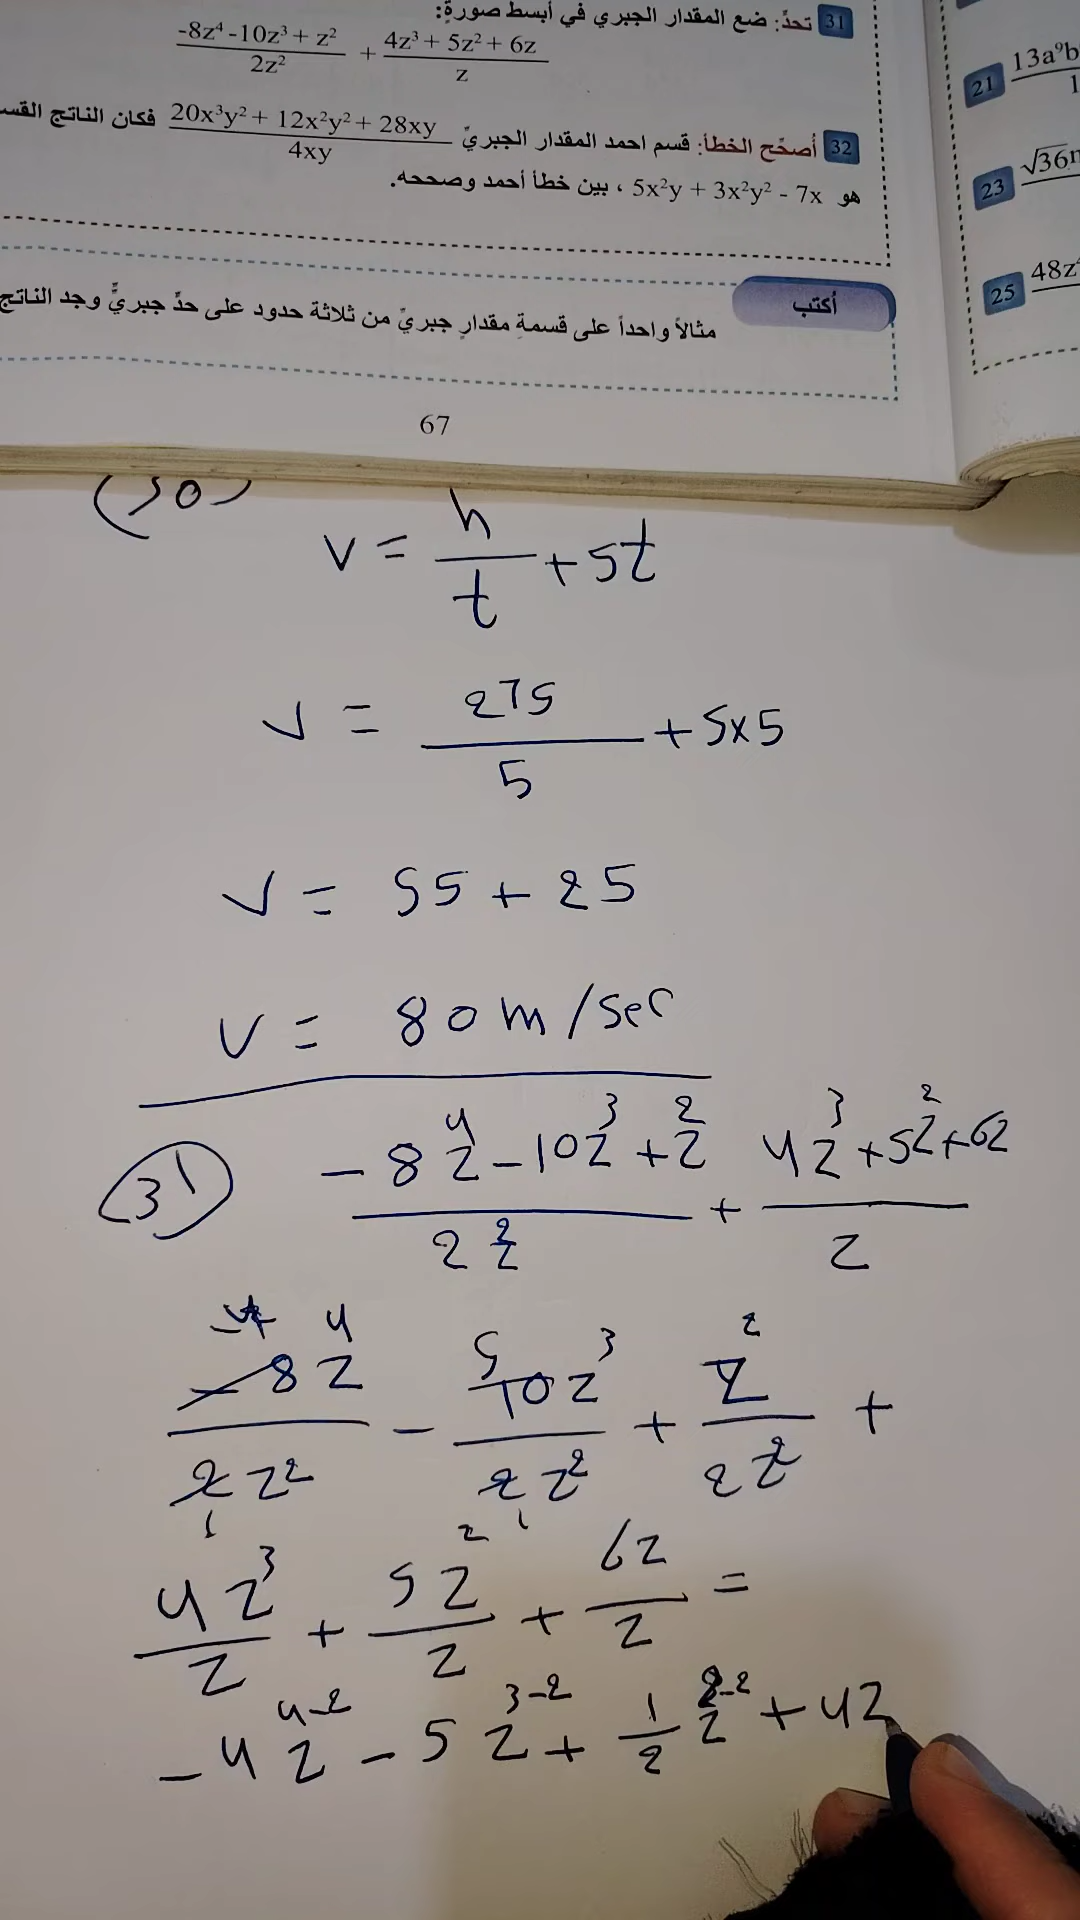 31 تحدٍّ: ضع المقدار الجبري في أبسط صورةٍ:
-8z⁴ -10z³ + z² / 2z² + 4z³ + 5z² + 6z / z
32 أصحّح الخطأ: قسم احمد المقدار الجبريّ 20x³y² + 12x²y² + 28xy / 4xy فكان الناتج
هو 5x²y + 3x²y² - 7x ، بين خطأ أحمد وصححه.
أكتب
مثالاً واحداً على قسمةِ مقدارٍ جبريّ من ثلاثة حدود على حدٍّ جبريٍّ وجد الناتج
67
21 13a⁹b
23 √36
25 48z
(30)
V = h / t + 5t
V = 275 / 5 + 5×5
V = 55 + 25
V = 80 m/sec
31 -8z⁴ - 10z³ + z² / 2z² + 4z³ + 5z² + 6z / z
-4
-8z⁴ / 2z² - 10z³ / 2z² + z² / 2z² +
4z³ / z + 5z² / z + 6z / z =
-4z⁴⁻² - 5z³⁻² + 1/2 z²⁻² + 4z